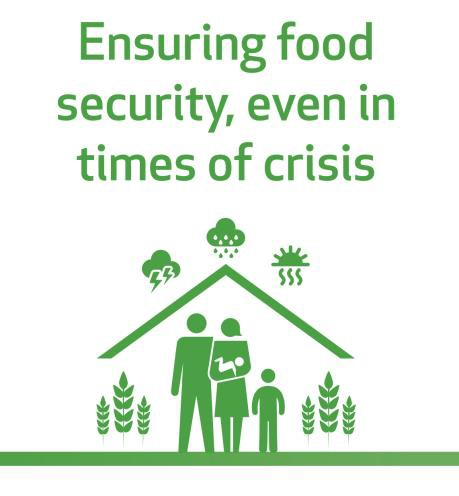 Ensuring food
security, even in
times of crisis